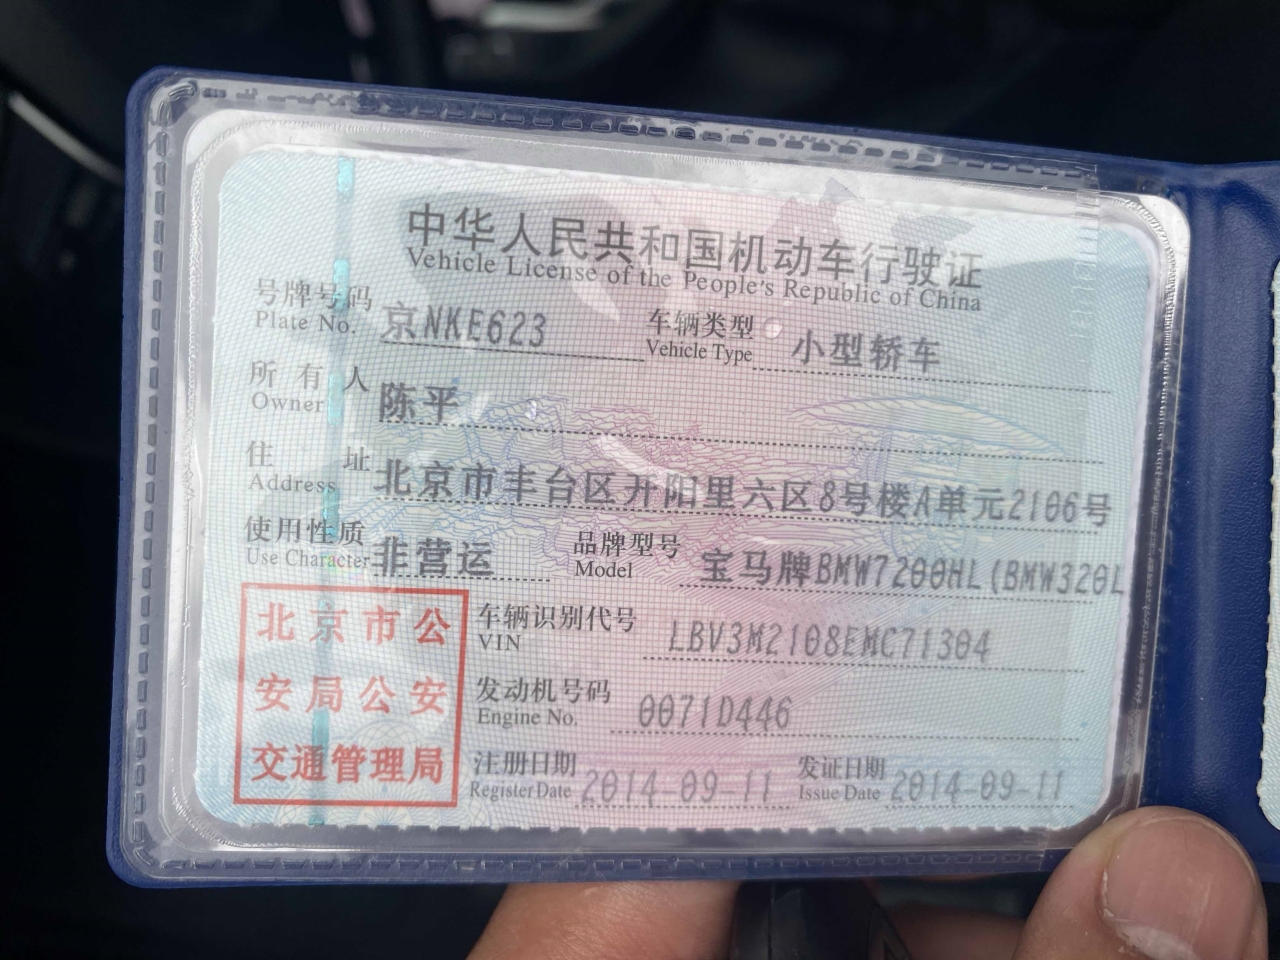 中华人民共和国机动车行驶证
Vehicle License of the People's Republic of China
号牌号码 京NKE623 车辆类型 小型轿车
Plate No. Vehicle Type
所有人 陈平
Owner
住址 北京市丰台区开阳里六区8号楼A单元2106号
Address
使用性质 非营运 品牌型号 宝马牌BMW7200HL(BMW320L
Use Character Model
北京市公
安局公安
交通管理局
车辆识别代号 LBV3M2108EMC71304
VIN
发动机号码 0071D446
Engine No.
注册日期 2014-09-11 发证日期 2014-09-11
Register Date Issue Date